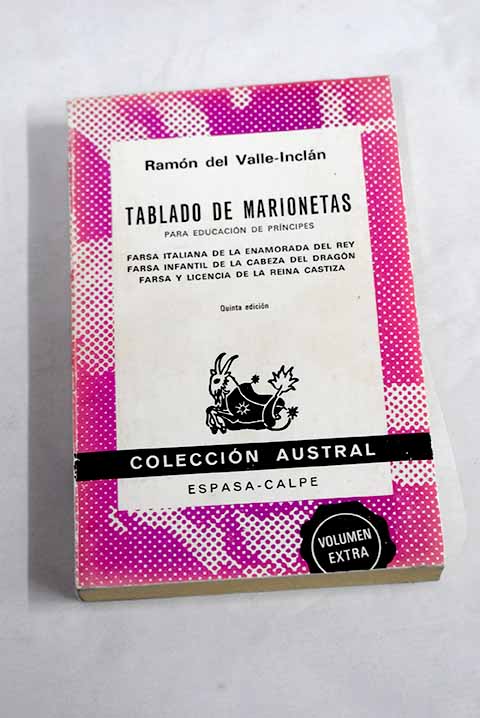 Ramón del Valle-Inclán
TABLADO DE MARIONETAS
PARA EDUCACIÓN DE PRÍNCIPES
FARSA ITALIANA DE LA ENAMORADA DEL REY
FARSA INFANTIL DE LA CABEZA DEL DRAGÓN
FARSA Y LICENCIA DE LA REINA CASTIZA
Quinta edición
COLECCIÓN AUSTRAL
ESPASA-CALPE
VOLUMEN
EXTRA